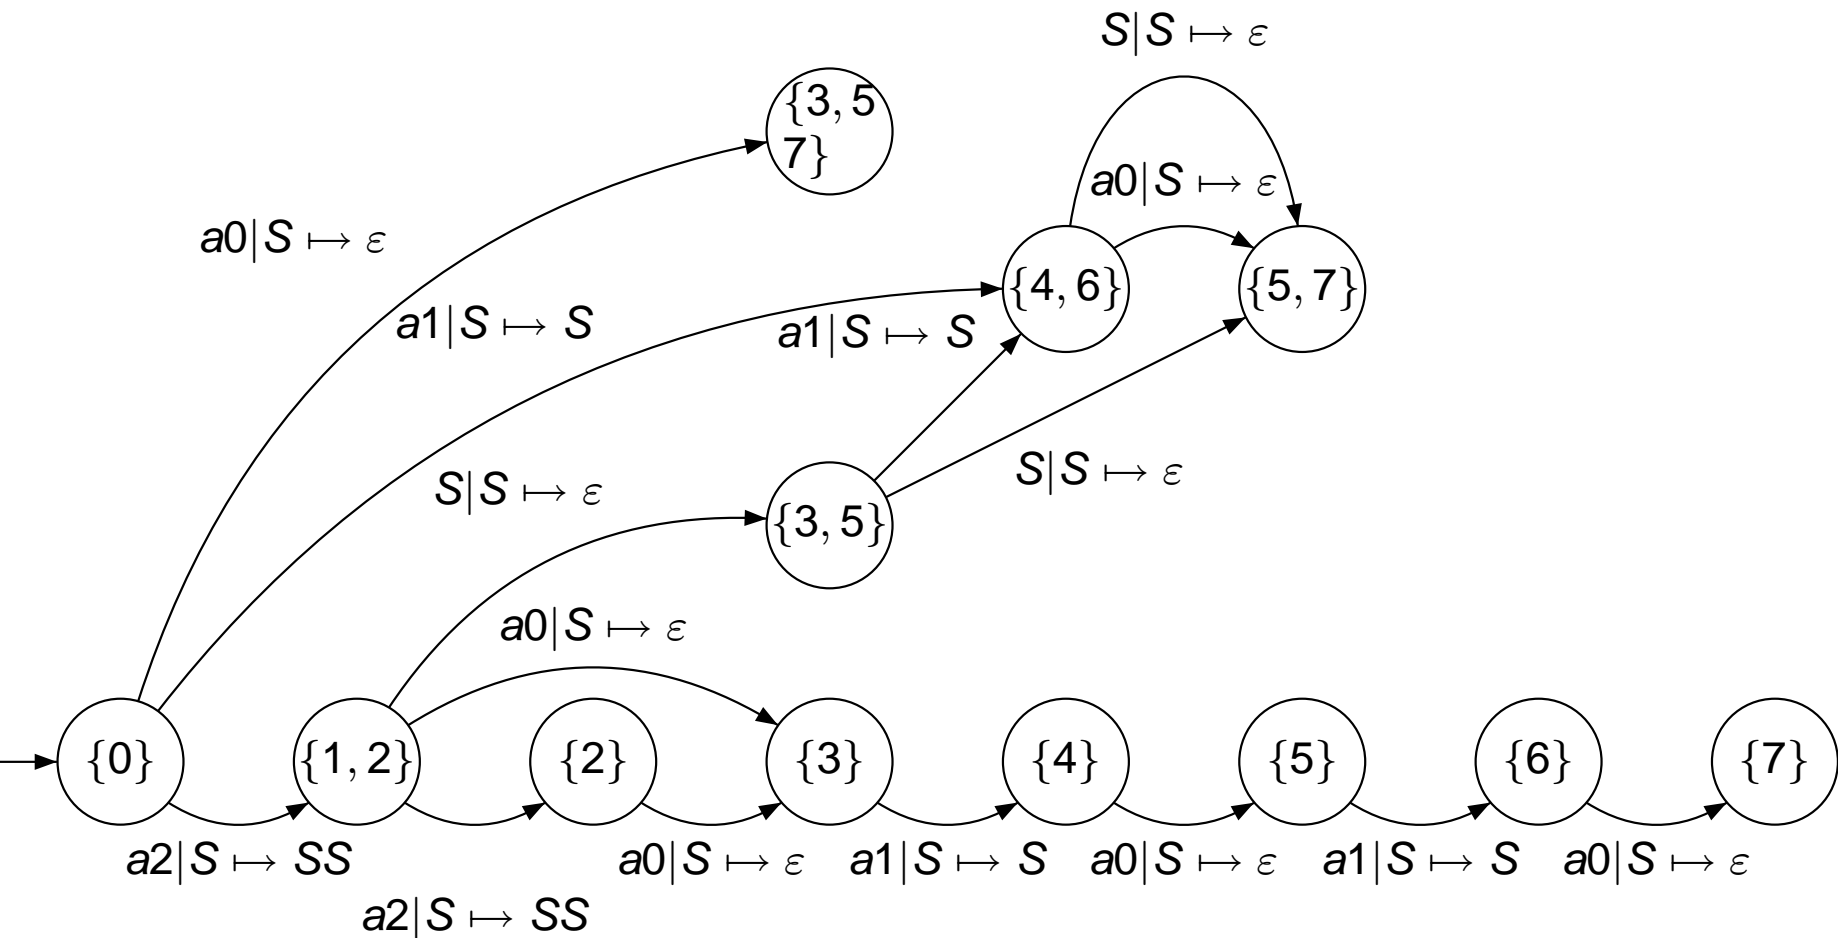 S|S ↦ ε
{3, 5
7}
a0|S ↦ ε
a0|S ↦ ε
{4, 6}
{5, 7}
a1|S ↦ S
a1|S ↦ S
S|S ↦ ε
S|S ↦ ε
{3, 5}
a0|S ↦ ε
{0}
{1, 2}
{2}
{3}
{4}
{5}
{6}
{7}
a2|S ↦ SS
a0|S ↦ ε
a1|S ↦ S
a0|S ↦ ε
a1|S ↦ S
a0|S ↦ ε
a2|S ↦ SS